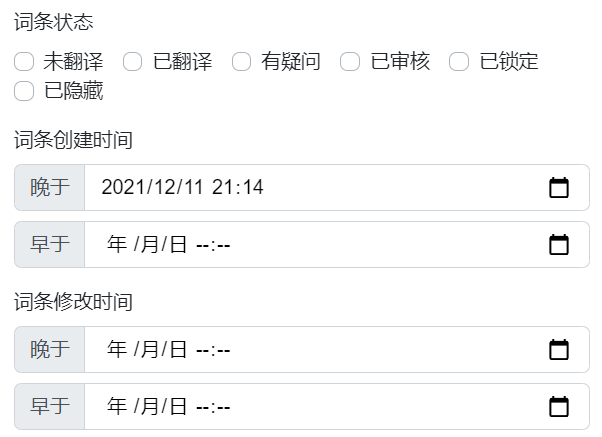 词条状态
未翻译 已翻译 有疑问 已审核 已锁定
已隐藏
词条创建时间
晚于 2021/12/11 21:14
早于 年 /月/日 --:--
词条修改时间
晚于 年 /月/日 --:--
早于 年 /月/日 --:--